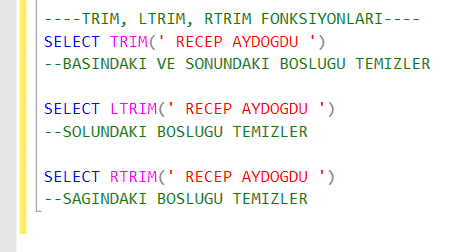 ----TRIM, LTRIM, RTRIM FONKSIYONLARI----
SELECT TRIM(' RECEP AYDOGDU ')
--BASINDAKI VE SONUNDAKI BOSLUGU TEMIZLER
SELECT LTRIM(' RECEP AYDOGDU ')
--SOLUNDAKI BOSLUGU TEMIZLER
SELECT RTRIM(' RECEP AYDOGDU ')
--SAGINDAKI BOSLUGU TEMIZLER